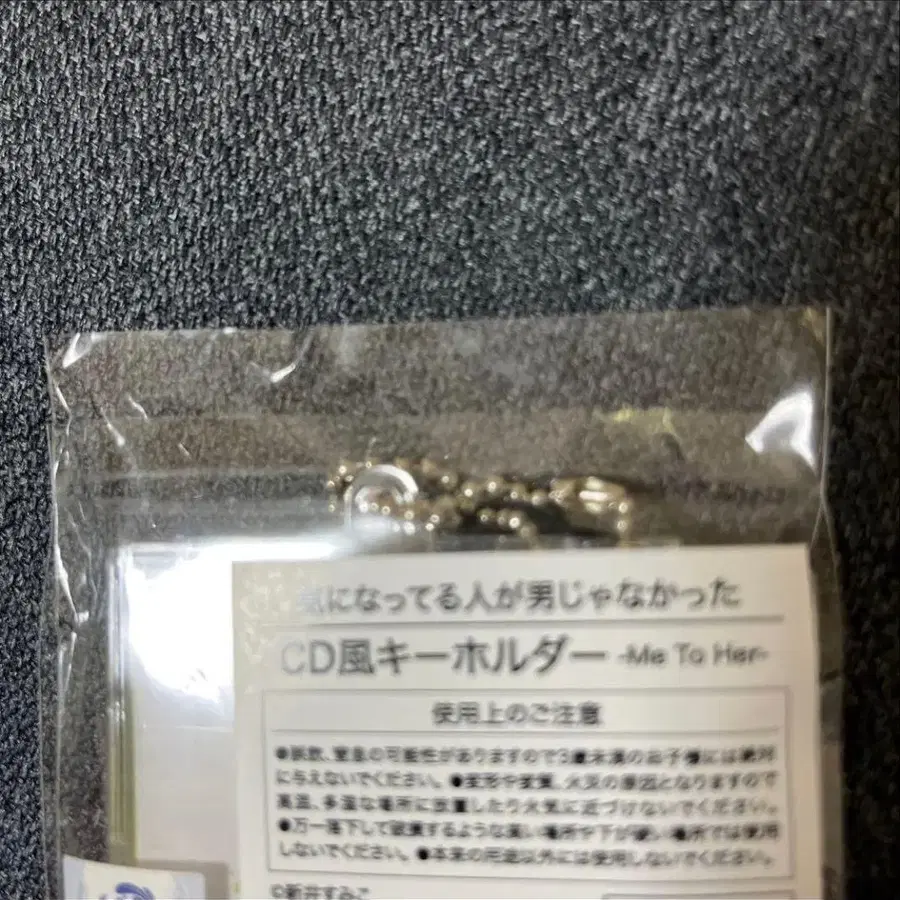 気になってる人が男じゃなかった
CD風キーホルダー -Me To Her-
使用上のご注意
●誤飲、窒息の可能性がありますので3歳未満のお子様には絶対
に与えないでください。●変形や変質、火災の原因となりますので
高温、多湿な場所に放置したり火気に近づけないでください。
●万一落下して破損するような高い場所や下が硬い場所では使用
しないでください。●本来の用途以外には使用しないでください。
©新井すみこ